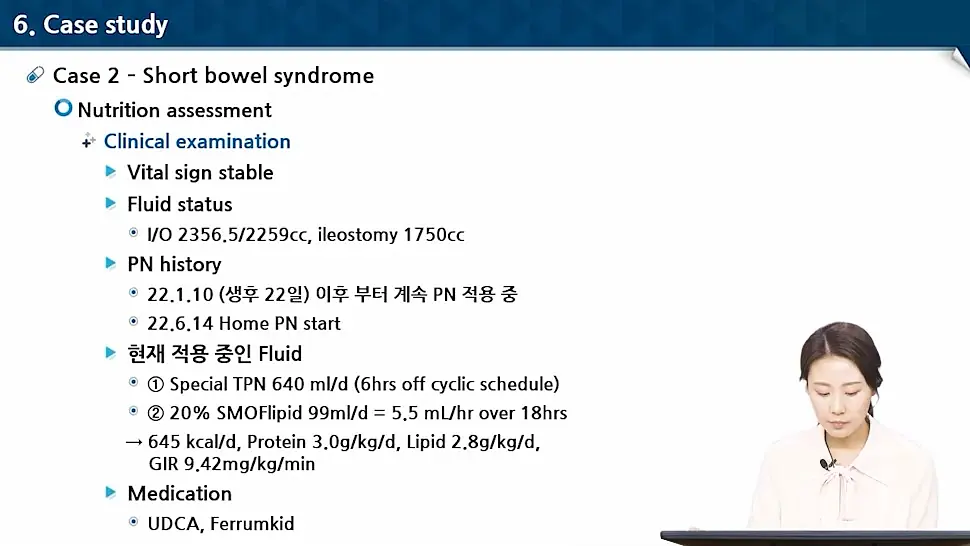 6. Case study
Case 2 - Short bowel syndrome
Nutrition assessment
Clinical examination
Vital sign stable
Fluid status
I/O 2356.5/2259cc, ileostomy 1750cc
PN history
22.1.10 (생후 22일) 이후 부터 계속 PN 적용 중
22.6.14 Home PN start
현재 적용 중인 Fluid
① Special TPN 640 ml/d (6hrs off cyclic schedule)
② 20% SMOFlipid 99ml/d = 5.5 mL/hr over 18hrs
→ 645 kcal/d, Protein 3.0g/kg/d, Lipid 2.8g/kg/d,
GIR 9.42mg/kg/min
Medication
UDCA, Ferrumkid